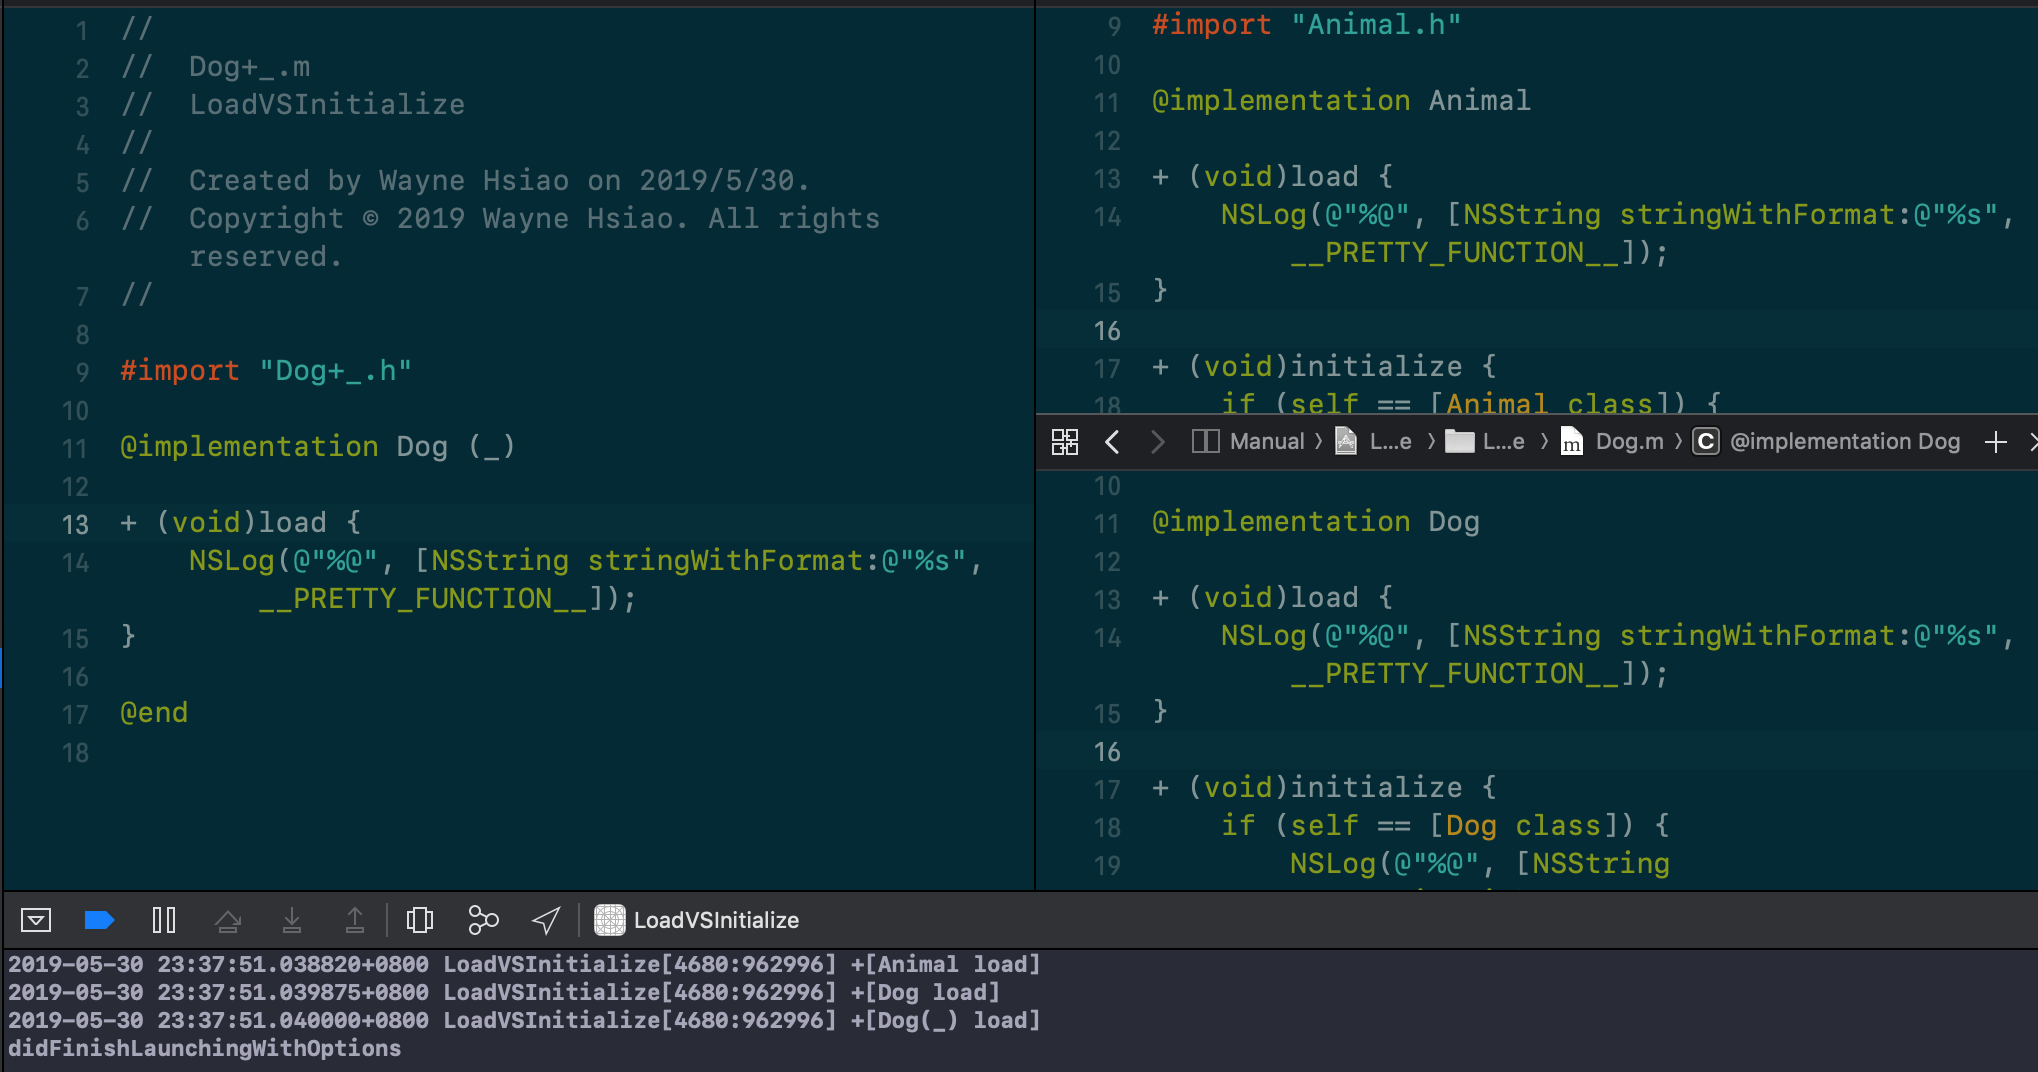 1 //
2 //  Dog+_.m
3 //  LoadVSInitialize
4 //
5 //  Created by Wayne Hsiao on 2019/5/30.
6 //  Copyright © 2019 Wayne Hsiao. All rights
reserved.
7 //
8
9 #import "Dog+_.h"
10
11 @implementation Dog (_)
12
13 + (void)load {
14     NSLog(@"%@", [NSString stringWithFormat:@"%s",
__PRETTY_FUNCTION__]);
15 }
16
17 @end
18
9 #import "Animal.h"
10
11 @implementation Animal
12
13 + (void)load {
14     NSLog(@"%@", [NSString stringWithFormat:@"%s",
__PRETTY_FUNCTION__]);
15 }
16
17 + (void)initialize {
18     if (self == [Animal class]) {
Manual › L...e › L...e › m Dog.m › C @implementation Dog
10
11 @implementation Dog
12
13 + (void)load {
14     NSLog(@"%@", [NSString stringWithFormat:@"%s",
__PRETTY_FUNCTION__]);
15 }
16
17 + (void)initialize {
18     if (self == [Dog class]) {
19         NSLog(@"%@", [NSString
LoadVSInitialize
2019-05-30 23:37:51.038820+0800 LoadVSInitialize[4680:962996] +[Animal load]
2019-05-30 23:37:51.039875+0800 LoadVSInitialize[4680:962996] +[Dog load]
2019-05-30 23:37:51.040000+0800 LoadVSInitialize[4680:962996] +[Dog(_) load]
didFinishLaunchingWithOptions